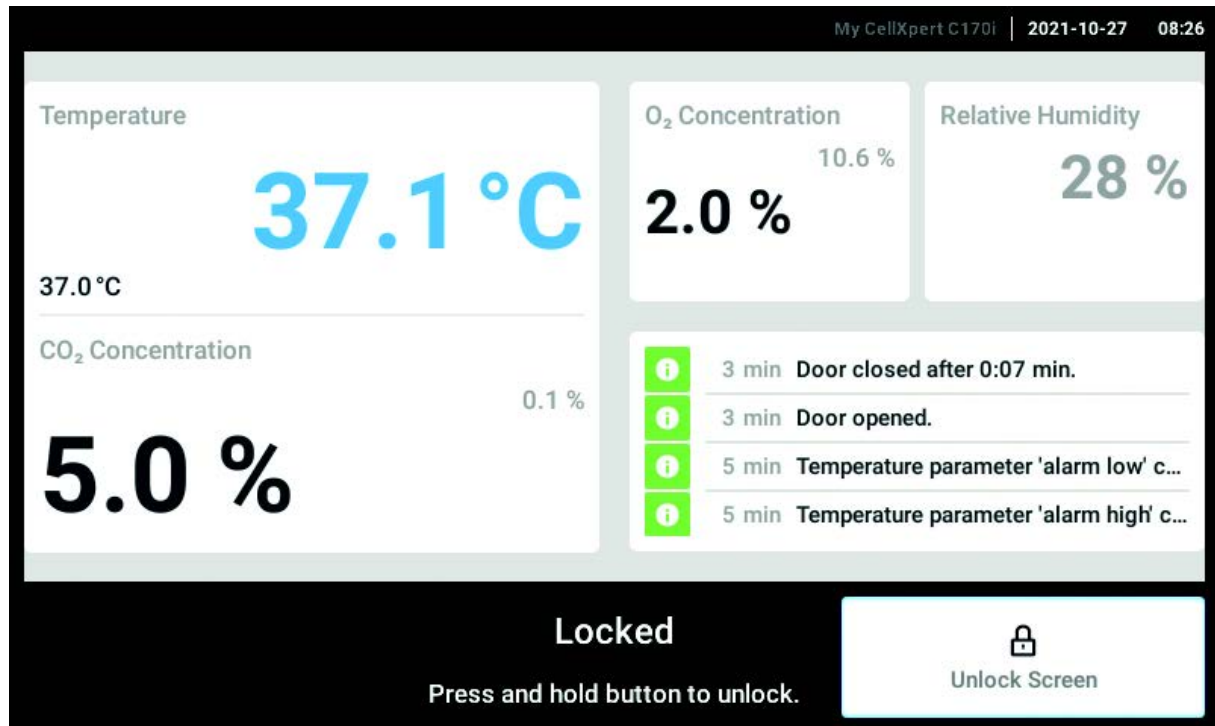 My CellXpert C170i | 2021-10-27 08:26
Temperature
37.1 °C
37.0 °C
CO₂ Concentration
0.1 %
5.0 %
O₂ Concentration
10.6 %
2.0 %
Relative Humidity
28 %
3 min Door closed after 0:07 min.
3 min Door opened.
5 min Temperature parameter 'alarm low' c...
5 min Temperature parameter 'alarm high' c...
Locked
Press and hold button to unlock.
Unlock Screen